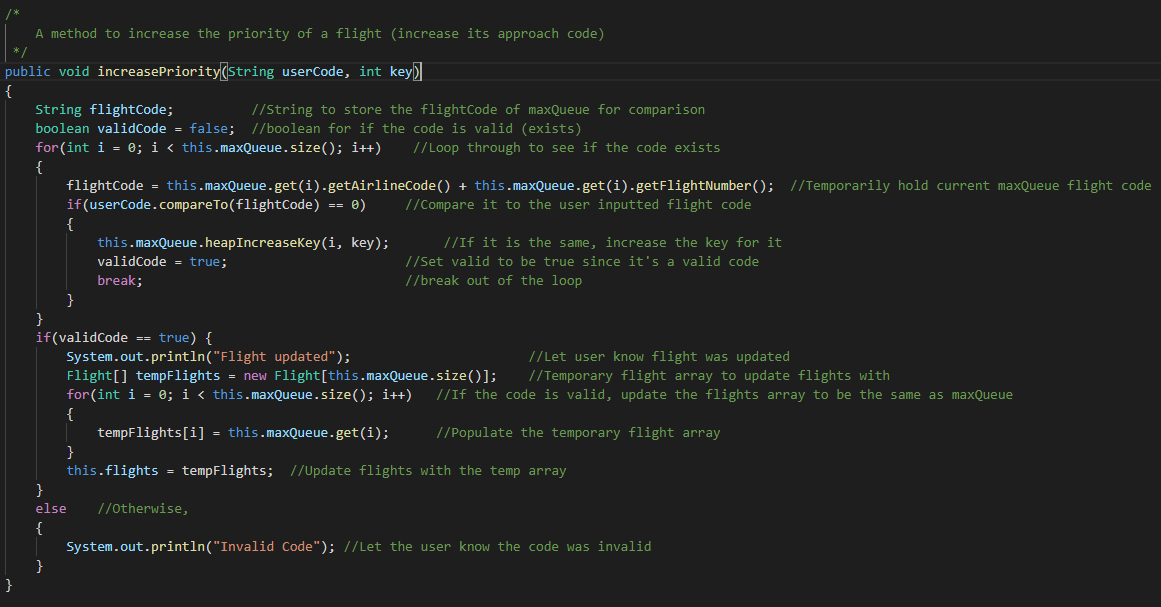 /*
    A method to increase the priority of a flight (increase its approach code)
 */
public void increasePriority(String userCode, int key)
{
    String flightCode;          //String to store the flightCode of maxQueue for comparison
    boolean validCode = false;  //boolean for if the code is valid (exists)
    for(int i = 0; i < this.maxQueue.size(); i++)    //Loop through to see if the code exists
    {
        flightCode = this.maxQueue.get(i).getAirlineCode() + this.maxQueue.get(i).getFlightNumber();  //Temporarily hold current maxQueue flight code
        if(userCode.compareTo(flightCode) == 0)     //Compare it to the user inputted flight code
        {
            this.maxQueue.heapIncreaseKey(i, key);       //If it is the same, increase the key for it
            validCode = true;                       //Set valid to be true since it's a valid code
            break;                                  //break out of the loop
        }
    }
    if(validCode == true) {
        System.out.println("Flight updated");                       //Let user know flight was updated
        Flight[] tempFlights = new Flight[this.maxQueue.size()];    //Temporary flight array to update flights with
        for(int i = 0; i < this.maxQueue.size(); i++)   //If the code is valid, update the flights array to be the same as maxQueue
        {
            tempFlights[i] = this.maxQueue.get(i);      //Populate the temporary flight array
        }
        this.flights = tempFlights;  //Update flights with the temp array
    }
    else    //Otherwise,
    {
        System.out.println("Invalid Code"); //Let the user know the code was invalid
    }
}